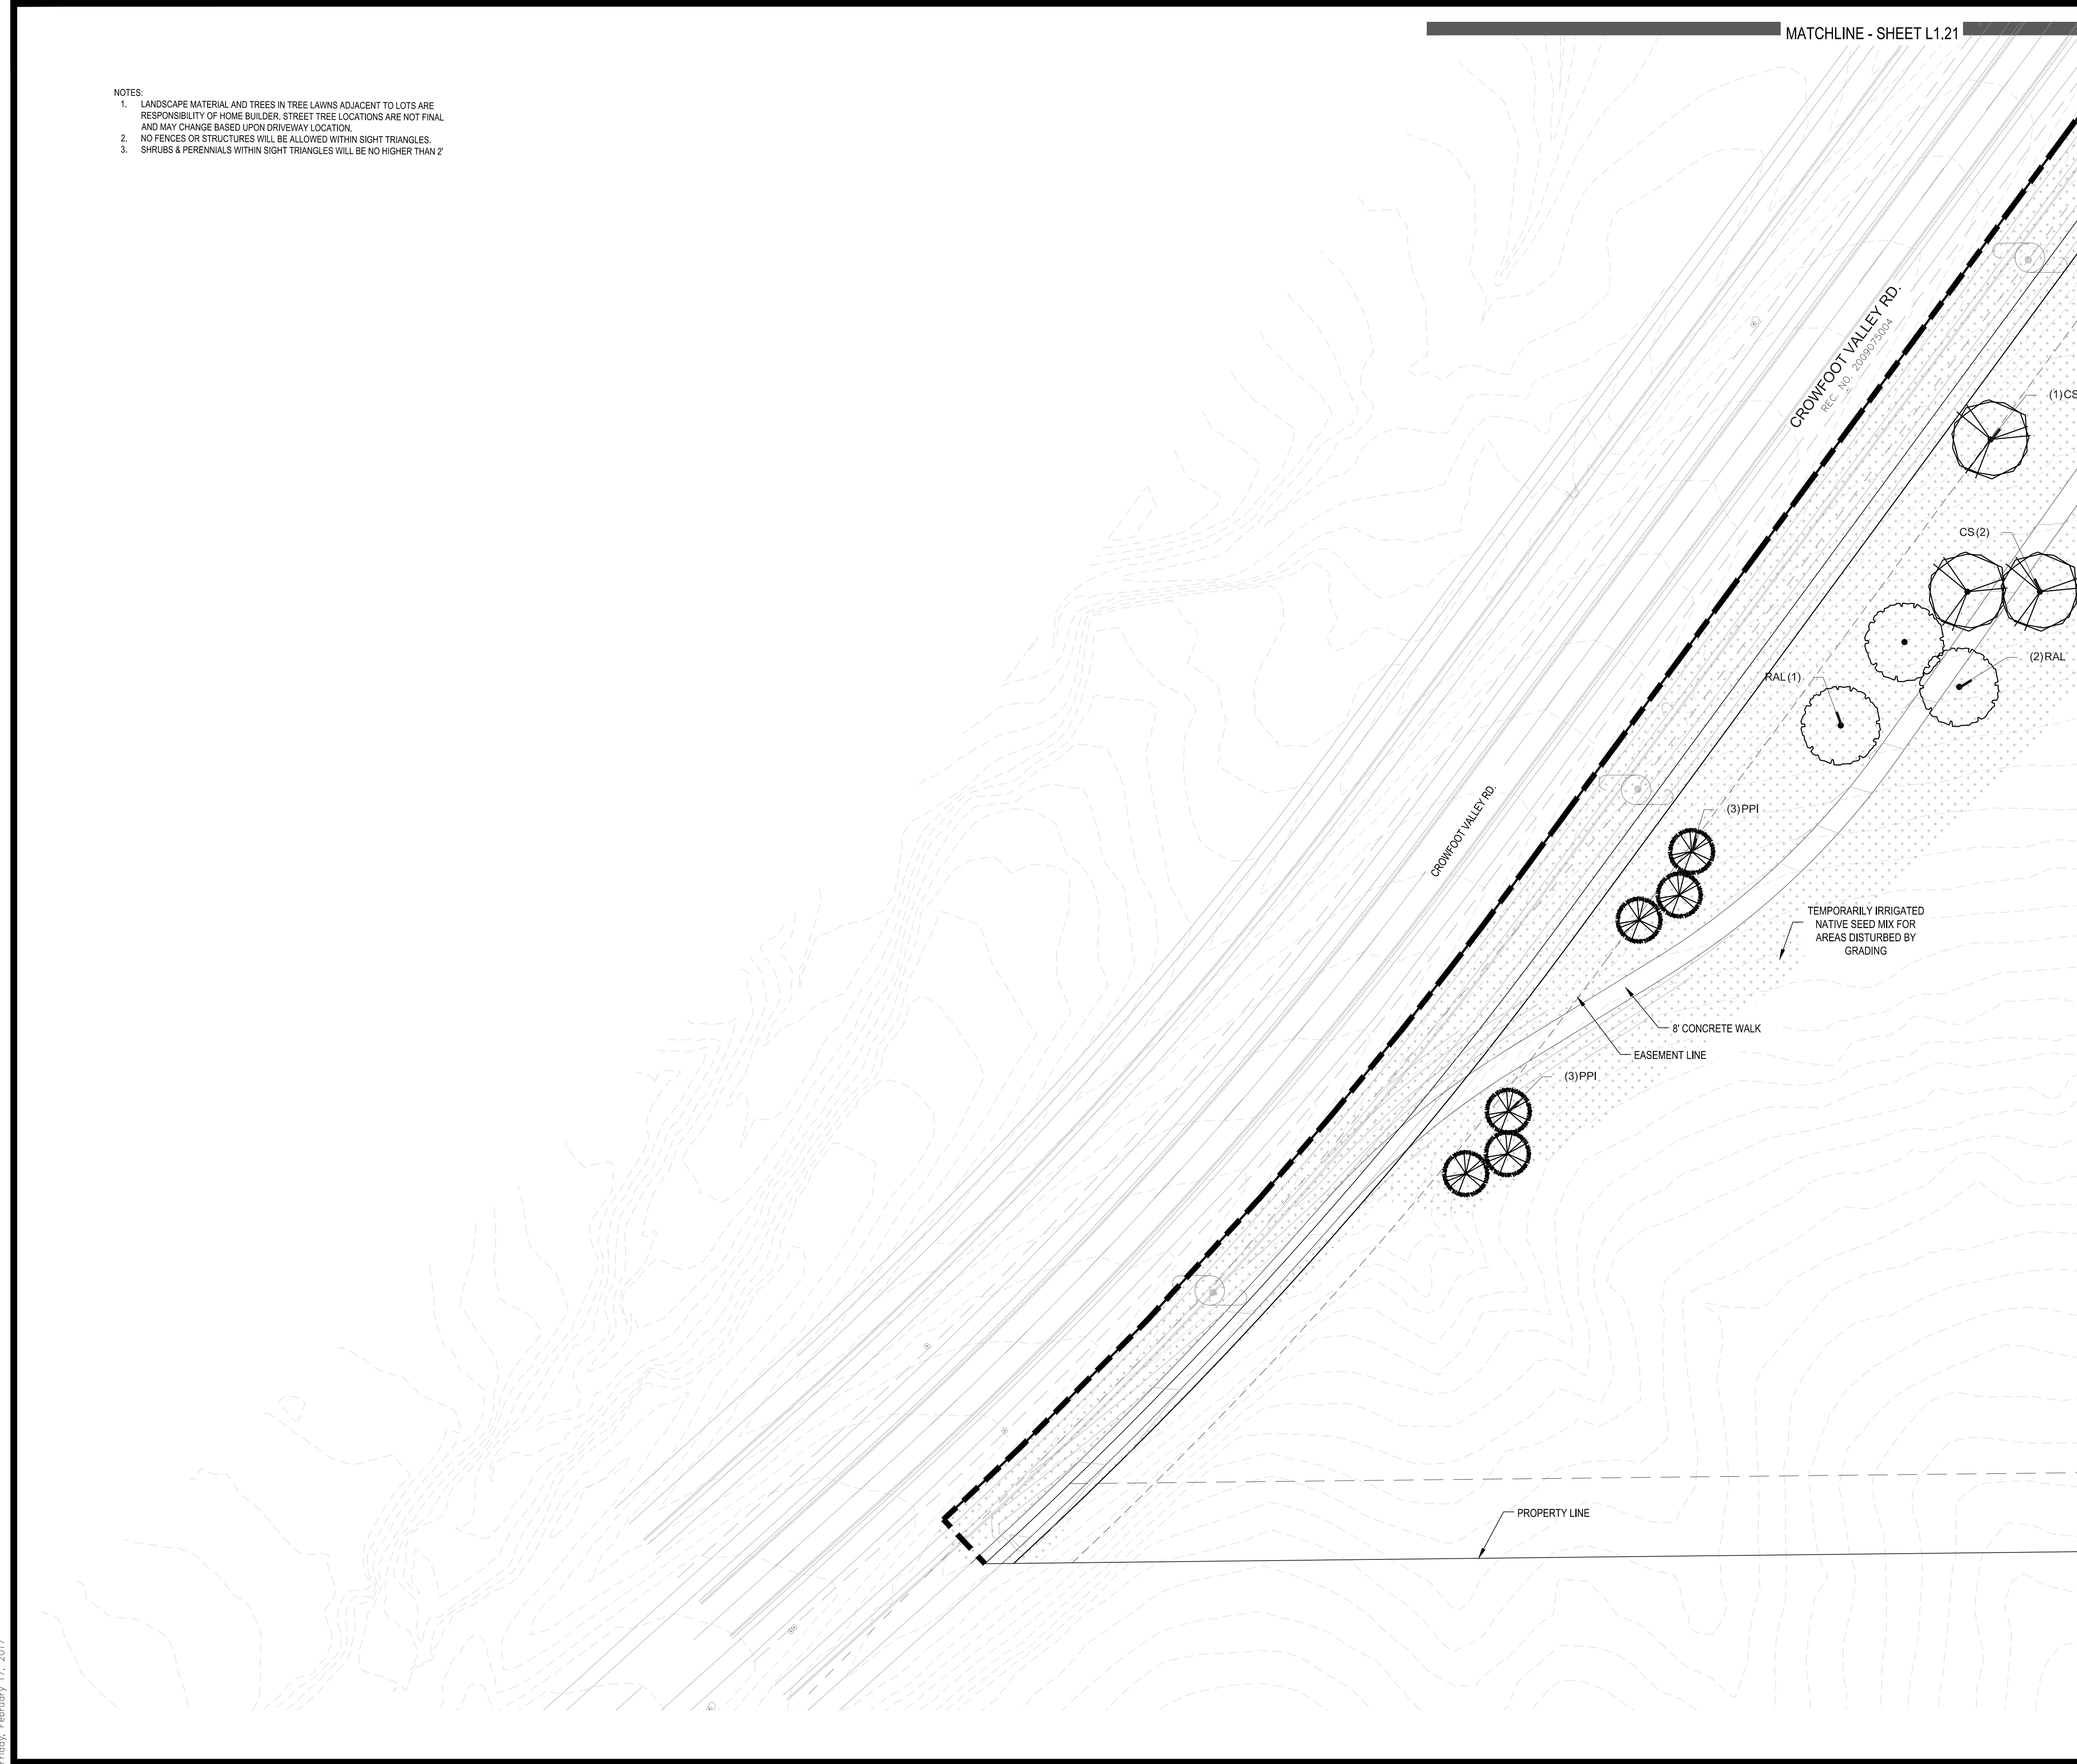 MATCHLINE - SHEET L1.21
NOTES:
1. LANDSCAPE MATERIAL AND TREES IN TREE LAWNS ADJACENT TO LOTS ARE
RESPONSIBILITY OF HOME BUILDER. STREET TREE LOCATIONS ARE NOT FINAL
AND MAY CHANGE BASED UPON DRIVEWAY LOCATION.
2. NO FENCES OR STRUCTURES WILL BE ALLOWED WITHIN SIGHT TRIANGLES.
3. SHRUBS & PERENNIALS WITHIN SIGHT TRIANGLES WILL BE NO HIGHER THAN 2'
CROWFOOT VALLEY RD.
REC. NO. 2009075004
(1)CS
CS(2)
(2)RAL
RAL(1)
CROWFOOT VALLEY RD.
(3)PPI
TEMPORARILY IRRIGATED
NATIVE SEED MIX FOR
AREAS DISTURBED BY
GRADING
8' CONCRETE WALK
EASEMENT LINE
(3)PPI
PROPERTY LINE
Friday, February 17, 2017